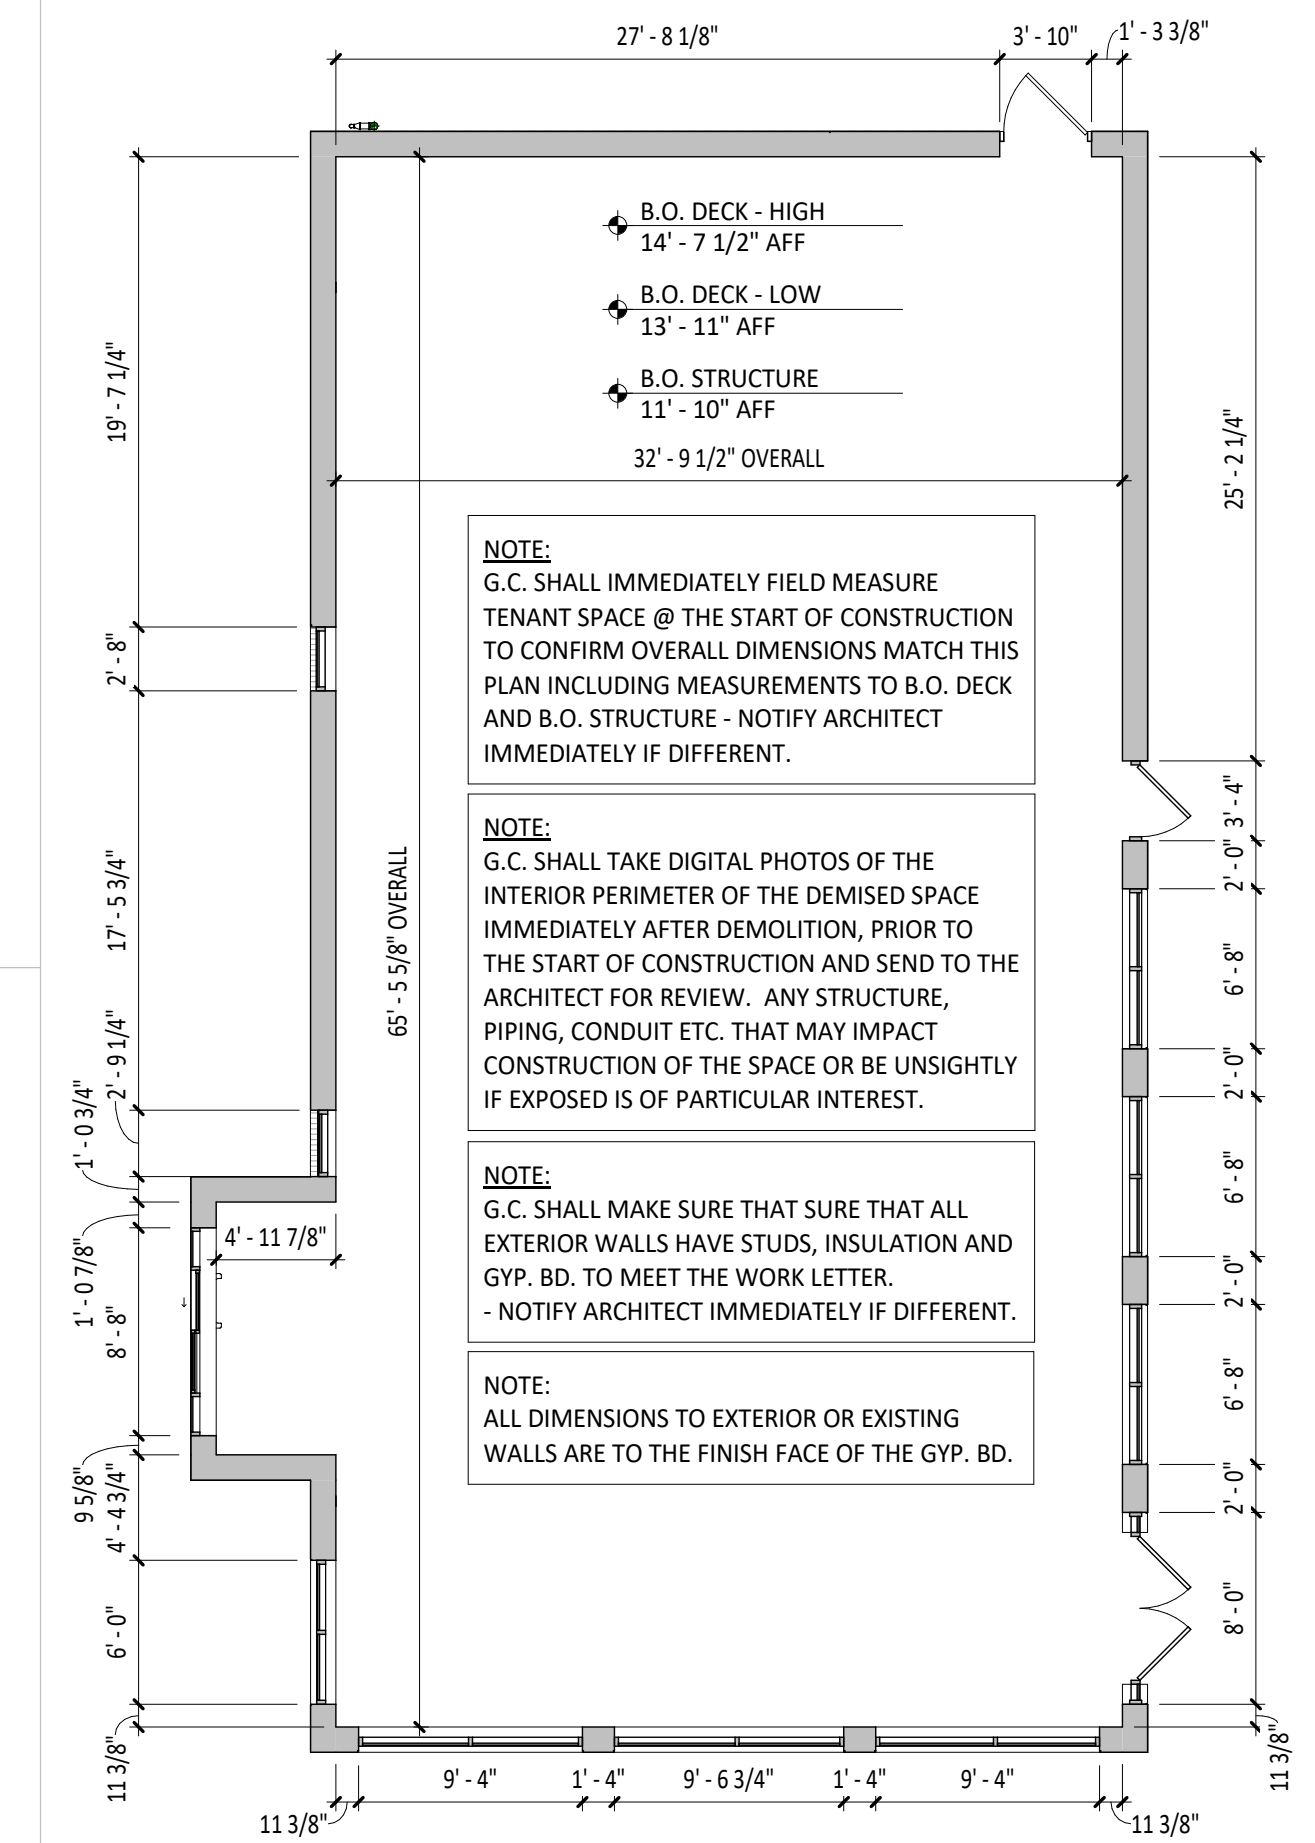 27' - 8 1/8"
3' - 10"
1' - 3 3/8"
B.O. DECK - HIGH
14' - 7 1/2" AFF
B.O. DECK - LOW
13' - 11" AFF
B.O. STRUCTURE
11' - 10" AFF
32' - 9 1/2" OVERALL
65' - 5 5/8" OVERALL
NOTE:
G.C. SHALL IMMEDIATELY FIELD MEASURE
TENANT SPACE @ THE START OF CONSTRUCTION
TO CONFIRM OVERALL DIMENSIONS MATCH THIS
PLAN INCLUDING MEASUREMENTS TO B.O. DECK
AND B.O. STRUCTURE - NOTIFY ARCHITECT
IMMEDIATELY IF DIFFERENT.
NOTE:
G.C. SHALL TAKE DIGITAL PHOTOS OF THE
INTERIOR PERIMETER OF THE DEMISED SPACE
IMMEDIATELY AFTER DEMOLITION, PRIOR TO
THE START OF CONSTRUCTION AND SEND TO THE
ARCHITECT FOR REVIEW.  ANY STRUCTURE,
PIPING, CONDUIT ETC. THAT MAY IMPACT
CONSTRUCTION OF THE SPACE OR BE UNSIGHTLY
IF EXPOSED IS OF PARTICULAR INTEREST.
NOTE:
G.C. SHALL MAKE SURE THAT SURE THAT ALL
EXTERIOR WALLS HAVE STUDS, INSULATION AND
GYP. BD. TO MEET THE WORK LETTER.
- NOTIFY ARCHITECT IMMEDIATELY IF DIFFERENT.
NOTE:
ALL DIMENSIONS TO EXTERIOR OR EXISTING
WALLS ARE TO THE FINISH FACE OF THE GYP. BD.
19' - 7 1/4"
2' - 8"
17' - 5 3/4"
2' - 9 1/4"
1' - 0 3/4"
1' - 0 7/8"
4' - 11 7/8"
8' - 8"
9 5/8"
4' - 4 3/4"
6' - 0"
11 3/8"
25' - 2 1/4"
3' - 4"
2' - 0"
6' - 8"
2' - 0"
6' - 8"
2' - 0"
6' - 8"
2' - 0"
8' - 0"
11 3/8"
11 3/8"
9' - 4"
1' - 4"
9' - 6 3/4"
1' - 4"
9' - 4"
11 3/8"